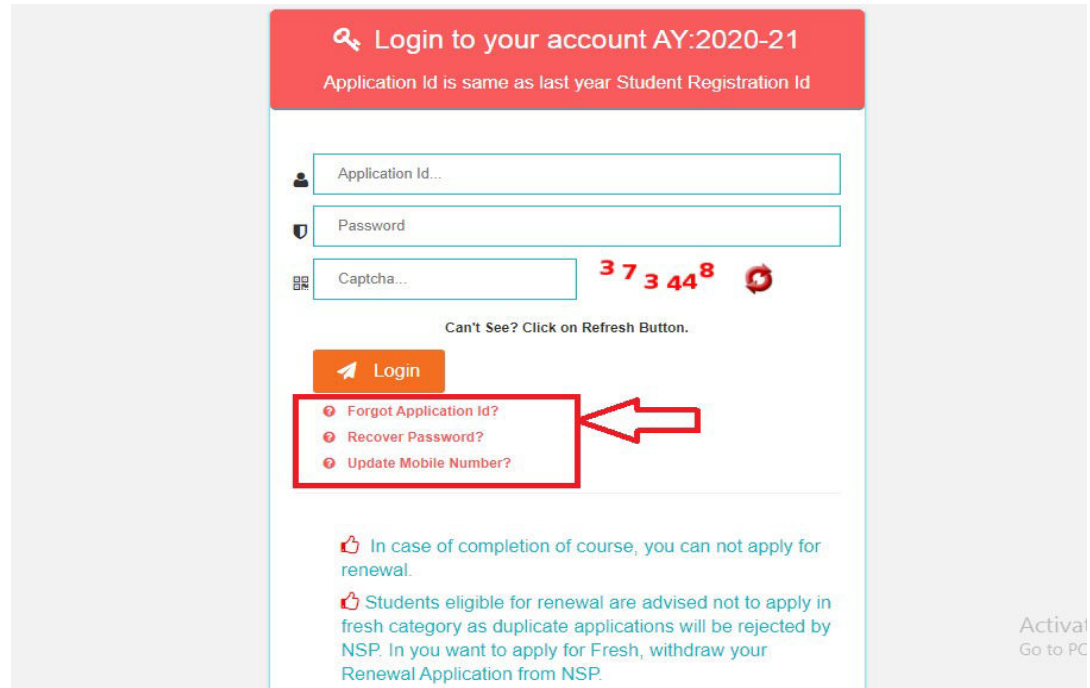 Login to your account AY:2020-21
Application Id is same as last year Student Registration Id
Application Id...
Password
Captcha...
3 7 3 4 4 8
Can't See? Click on Refresh Button.
Login
Forgot Application Id?
Recover Password?
Update Mobile Number?
In case of completion of course, you can not apply for
renewal.
Students eligible for renewal are advised not to apply in
fresh category as duplicate applications will be rejected by
NSP. In you want to apply for Fresh, withdraw your
Renewal Application from NSP.
Activat
Go to PC